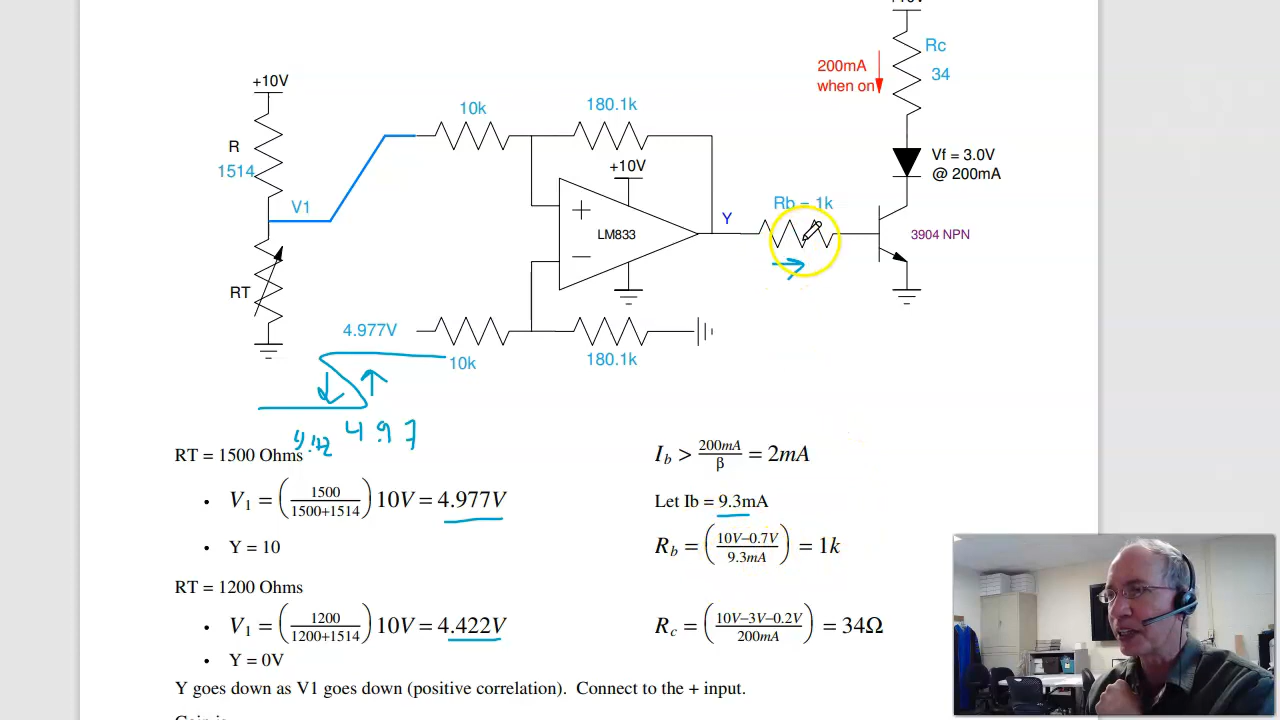 +10V
Rc
34
200mA
when on
+10V
10k
180.1k
R
1514
+10V
Vf = 3.0V
@ 200mA
V1
Rb = 1k
Y
+
LM833
−
3904 NPN
RT
4.977V
10k
180.1k
4.42
4.97
RT = 1500 Ohms
• V1 = (1500/1500+1514) 10V = 4.977V
• Y = 10
RT = 1200 Ohms
• V1 = (1200/1200+1514) 10V = 4.422V
• Y = 0V
Y goes down as V1 goes down (positive correlation). Connect to the + input.
Gain is
Ib > 200mA/β = 2mA
Let Ib = 9.3mA
Rb = (10V−0.7V/9.3mA) = 1k
Rc = (10V−3V−0.2V/200mA) = 34Ω